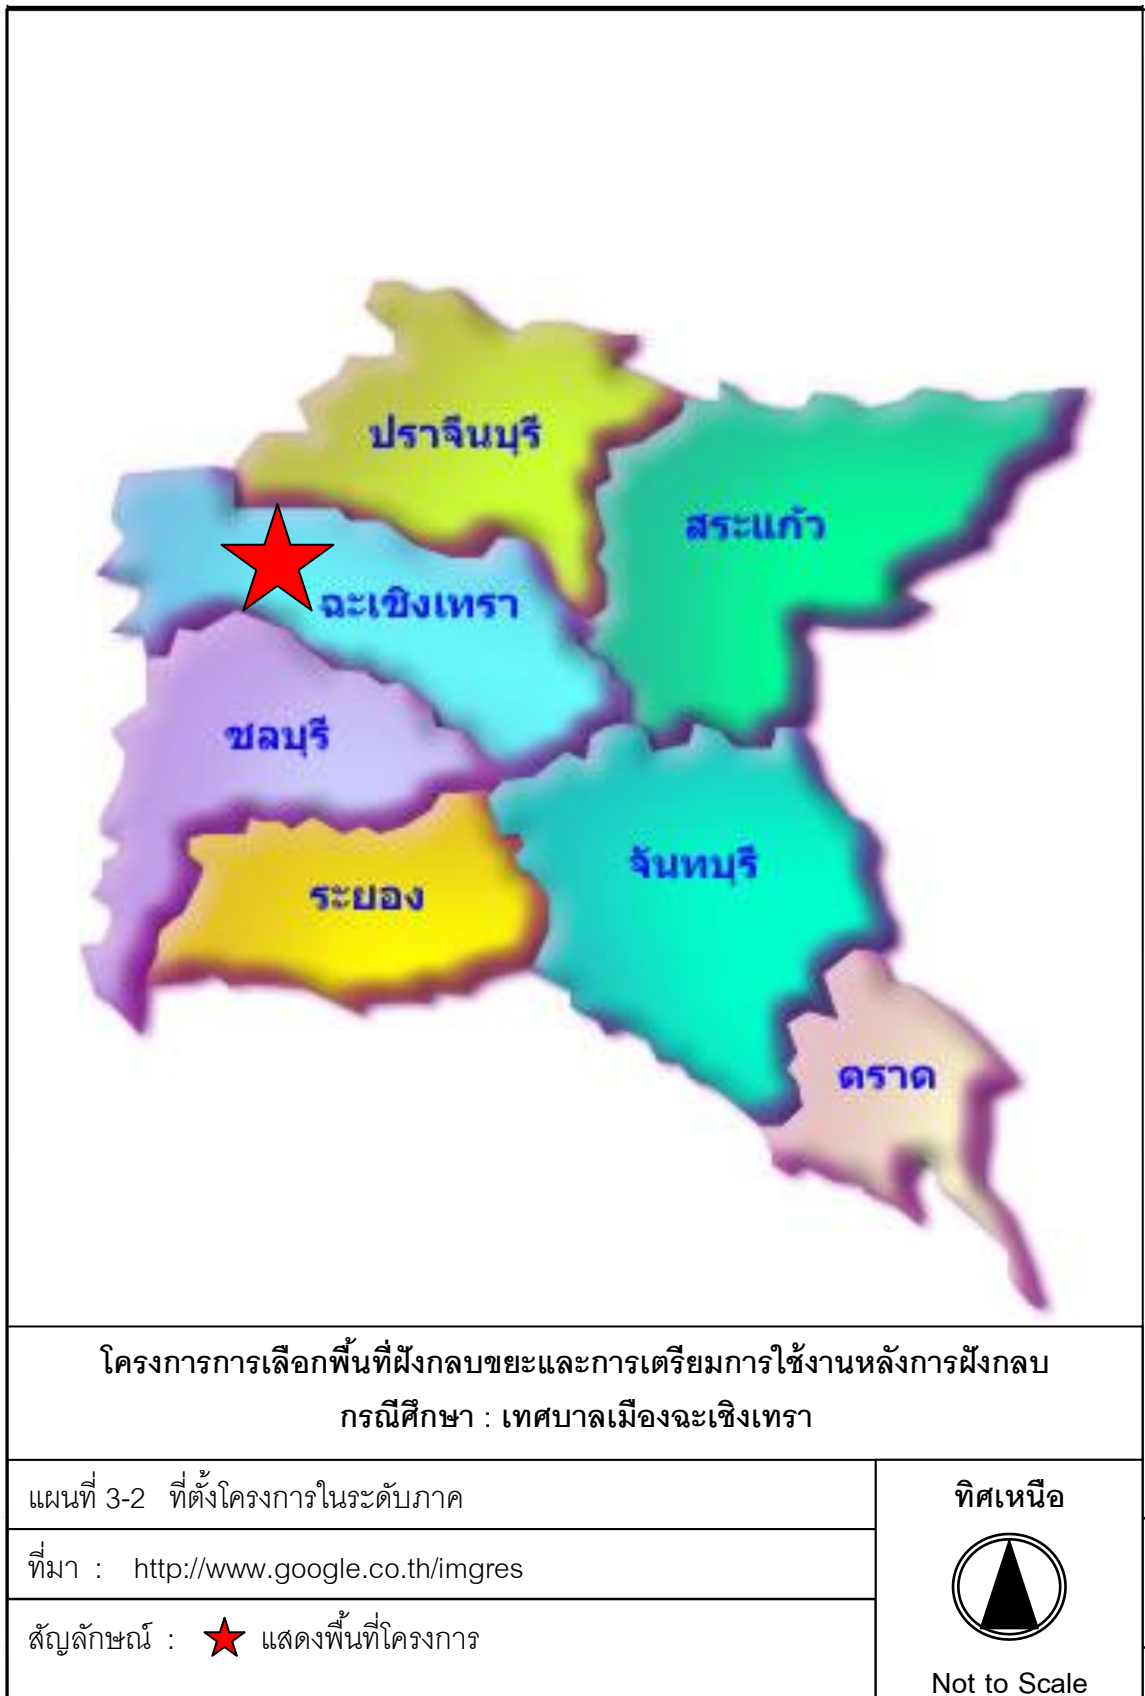 ปราจีนบุรี
สระแก้ว
ฉะเชิงเทรา
ชลบุรี
จันทบุรี
ระยอง
ตราด
โครงการการเลือกพื้นที่ฝังกลบขยะและการเตรียมการใช้งานหลังการฝังกลบ
กรณีศึกษา : เทศบาลเมืองฉะเชิงเทรา
แผนที่ 3-2 ที่ตั้งโครงการในระดับภาค
ทิศเหนือ
ที่มา : http://www.google.co.th/imgres
สัญลักษณ์ : แสดงพื้นที่โครงการ
Not to Scale